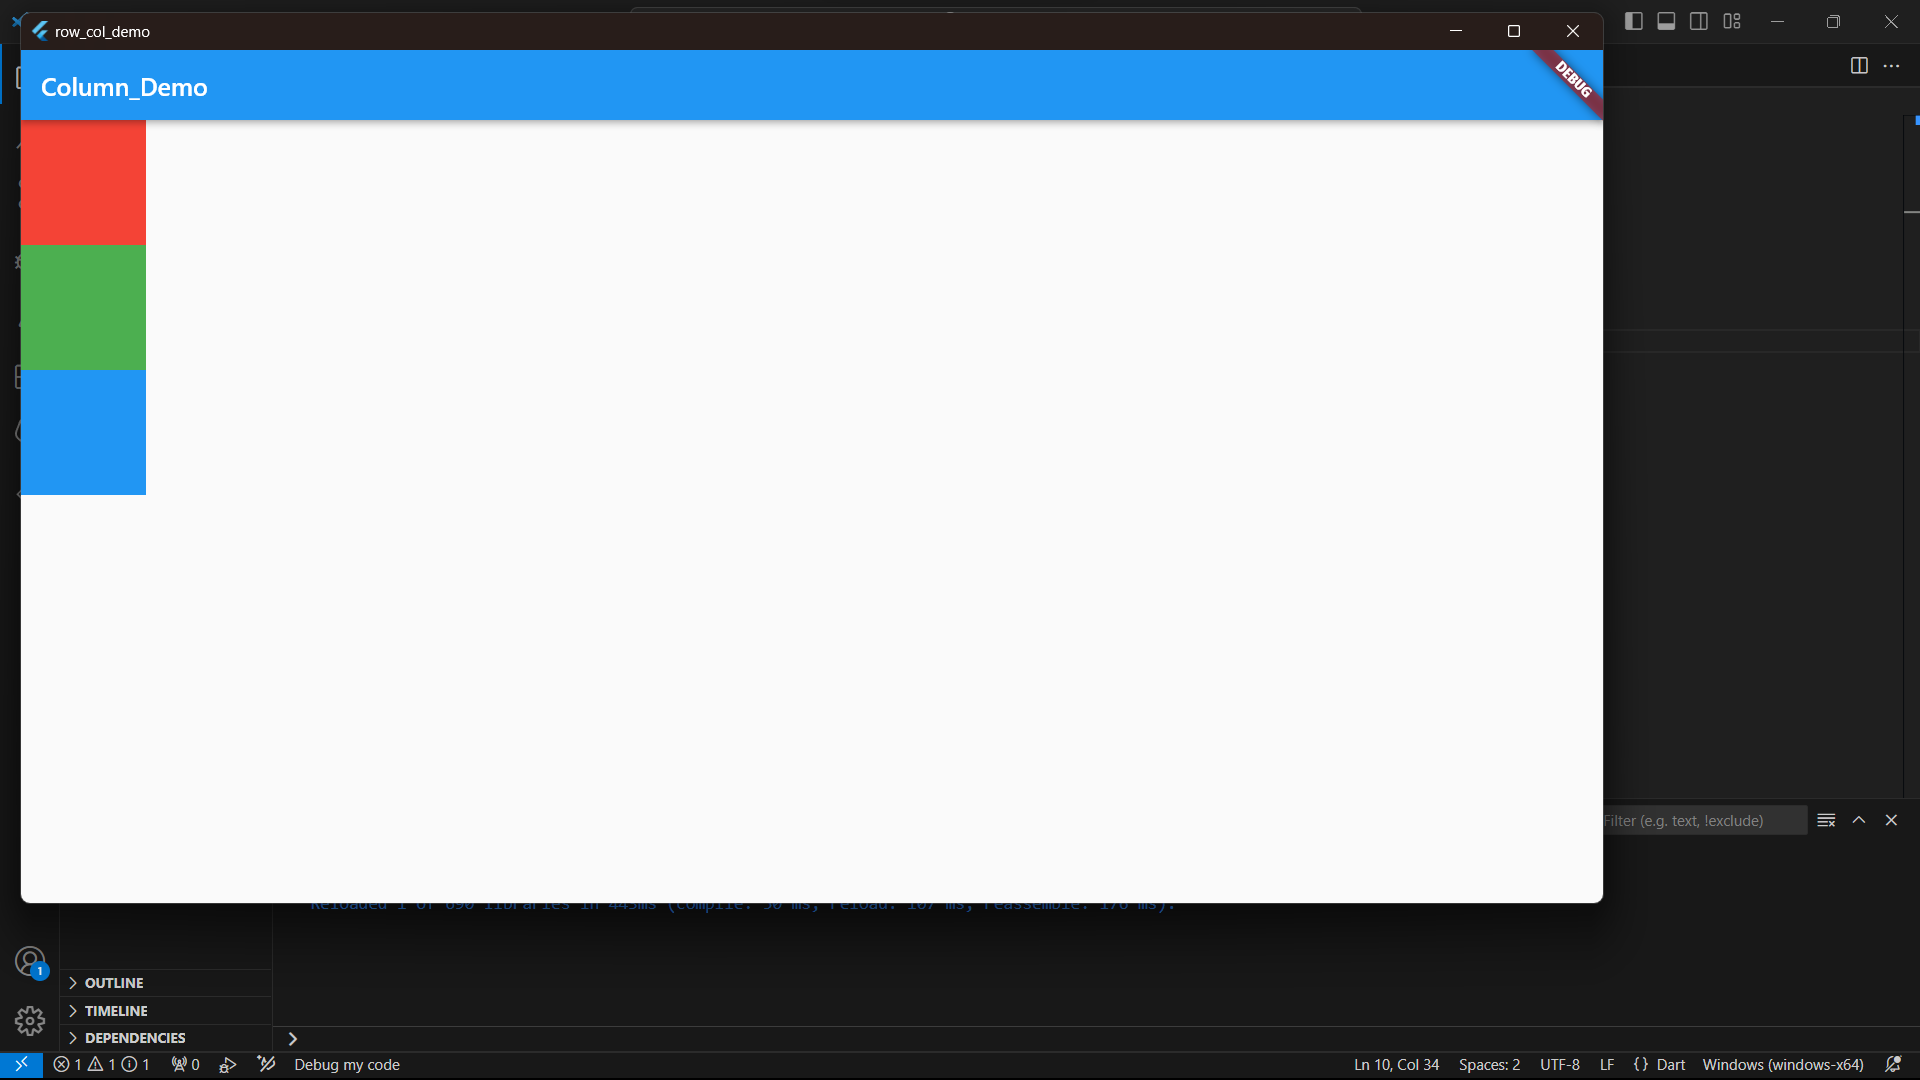 row_col_demo
Column_Demo
DEBUG
Filter (e.g. text, !exclude)
Reloaded 1 of 690 libraries in 443ms (compile: 50 ms, reload: 167 ms, reassemble: 176 ms).
1
OUTLINE
TIMELINE
DEPENDENCIES
1 1 1 0 Debug my code Ln 10, Col 34 Spaces: 2 UTF-8 LF {} Dart Windows (windows-x64)